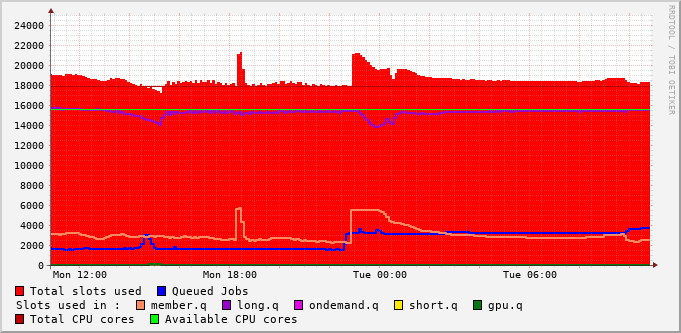 24000
22000
20000
18000
16000
14000
12000
10000
8000
6000
4000
2000
0
Mon 12:00 Mon 18:00 Tue 00:00 Tue 06:00
RRDTOOL / TOBI OETIKER
Total slots used Queued Jobs
Slots used in : member.q long.q ondemand.q short.q gpu.q
Total CPU cores Available CPU cores